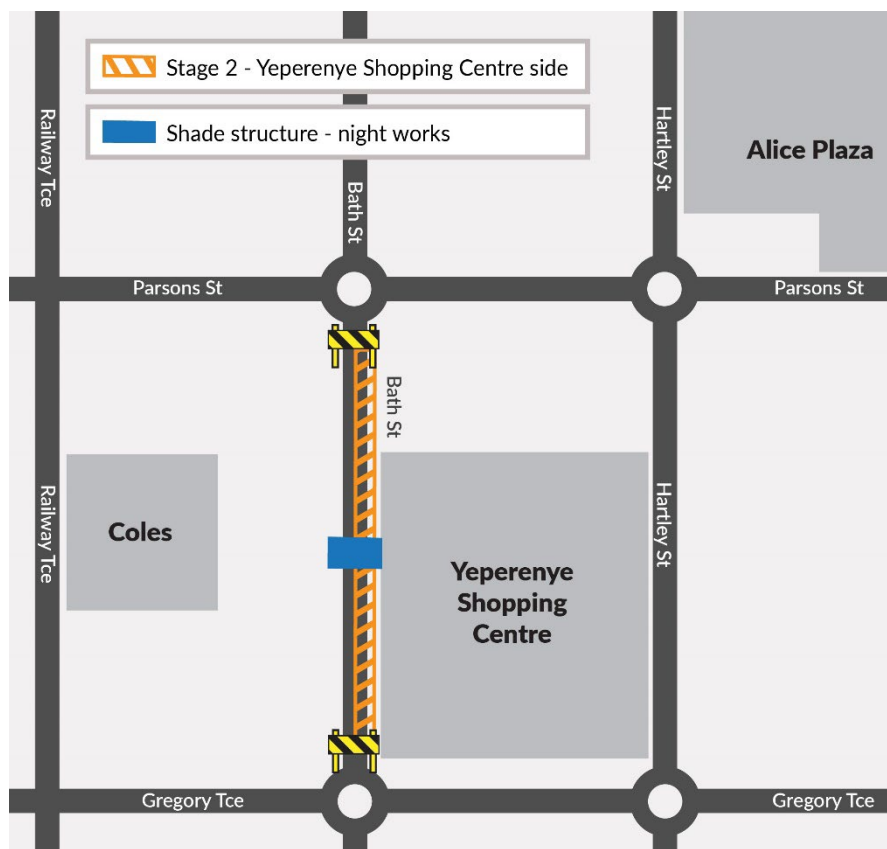 Stage 2 - Yeperenye Shopping Centre side
Shade structure - night works
Railway Tce
Bath St
Hartley St
Alice Plaza
Parsons St
Parsons St
Bath St
Railway Tce
Coles
Hartley St
Yeperenye
Shopping
Centre
Gregory Tce
Gregory Tce